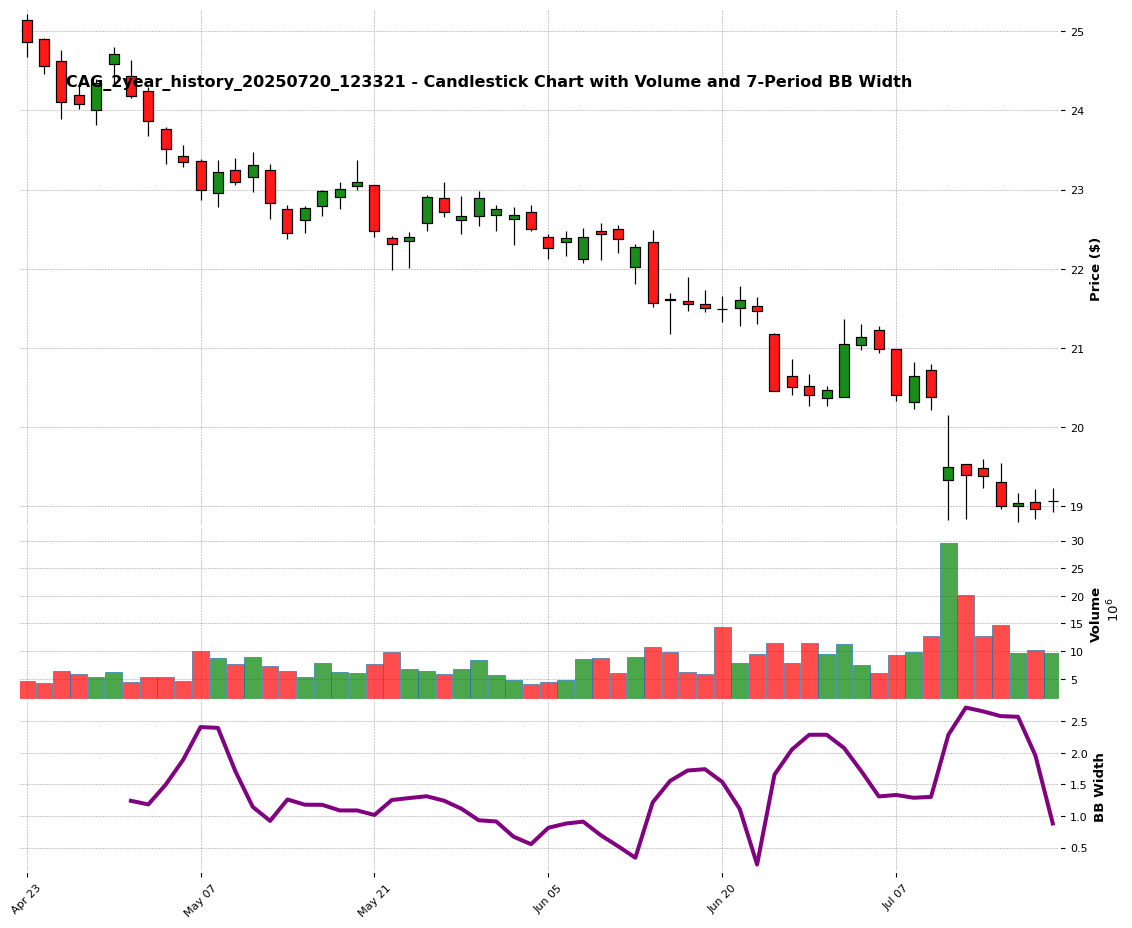 CAG_2year_history_20250720_123321 - Candlestick Chart with Volume and 7-Period BB Width
25
24
23
22
21
20
19
Price ($)
30
25
20
15
10
5
Volume
10^6
2.5
2.0
1.5
1.0
0.5
BB Width
Apr 23
May 07
May 21
Jun 05
Jun 20
Jul 07